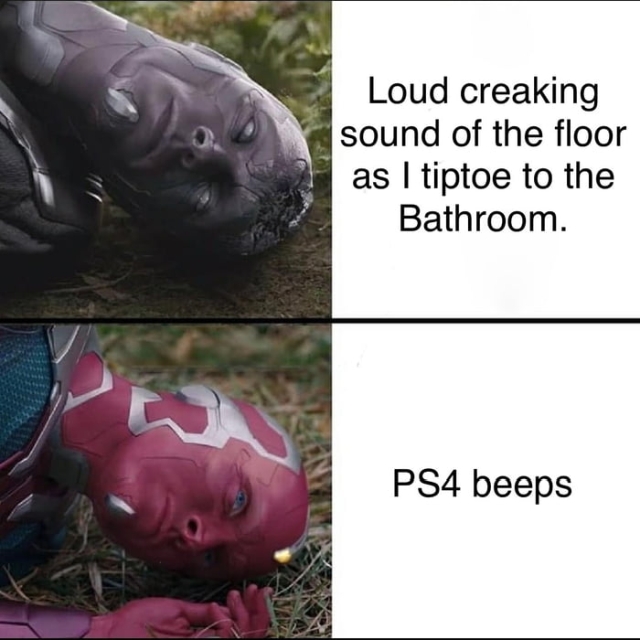 Loud creaking
sound of the floor
as I tiptoe to the
Bathroom.
PS4 beeps